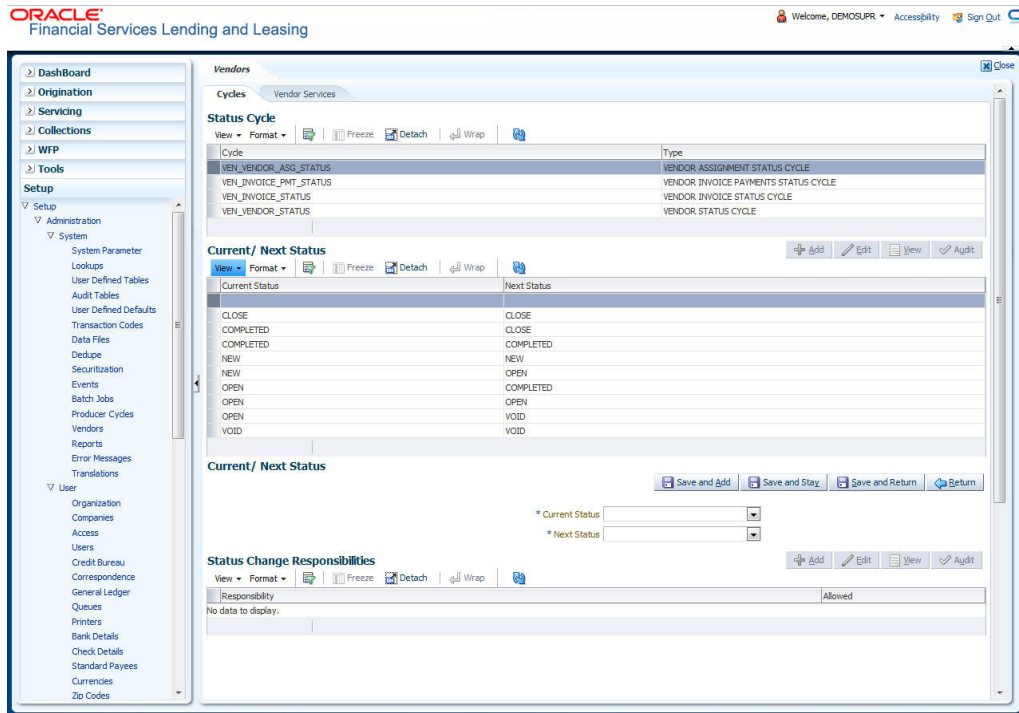 ORACLE
Financial Services Lending and Leasing
Welcome, DEMOSUPR Accessibility Sign Out
DashBoard
Origination
Servicing
Collections
WFP
Tools
Setup
Setup
Administration
System
System Parameter
Lookups
User Defined Tables
Audit Tables
User Defined Defaults
Transaction Codes
Data Files
Dedupe
Securitization
Events
Batch Jobs
Producer Cycles
Vendors
Reports
Error Messages
Translations
User
Organization
Companies
Access
Users
Credit Bureau
Correspondence
General Ledger
Queues
Printers
Bank Details
Check Details
Standard Payees
Currencies
Zip Codes
Vendors
Close
Cycles Vendor Services
Status Cycle
View Format Freeze Detach Wrap
Cycle Type
VEN_VENDOR_ASG_STATUS VENDOR ASSIGNMENT STATUS CYCLE
VEN_INVOICE_PMT_STATUS VENDOR INVOICE PAYMENTS STATUS CYCLE
VEN_INVOICE_STATUS VENDOR INVOICE STATUS CYCLE
VEN_VENDOR_STATUS VENDOR STATUS CYCLE
Current/ Next Status
Add Edit View Audit
View Format Freeze Detach Wrap
Current Status Next Status
CLOSE CLOSE
COMPLETED CLOSE
COMPLETED COMPLETED
NEW NEW
NEW OPEN
OPEN COMPLETED
OPEN OPEN
OPEN VOID
VOID VOID
Current/ Next Status
Save and Add Save and Stay Save and Return Return
* Current Status
* Next Status
Status Change Responsibilities
Add Edit View Audit
View Format Freeze Detach Wrap
Responsibility Allowed
No data to display.